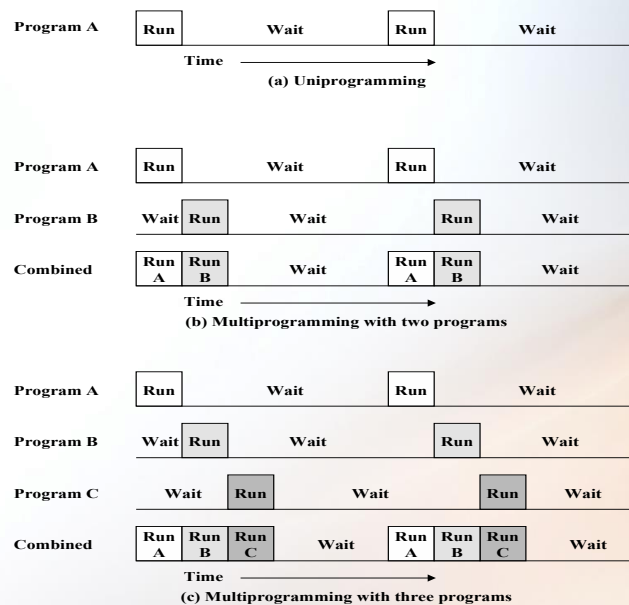 Program A Run Wait Run Wait
Time
(a) Uniprogramming
Program A Run Wait Run Wait
Program B Wait Run Wait Run Wait
Combined Run A Run B Wait Run A Run B Wait
Time
(b) Multiprogramming with two programs
Program A Run Wait Run Wait
Program B Wait Run Wait Run Wait
Program C Wait Run Wait Run Wait
Combined Run A Run B Run C Wait Run A Run B Run C Wait
Time
(c) Multiprogramming with three programs